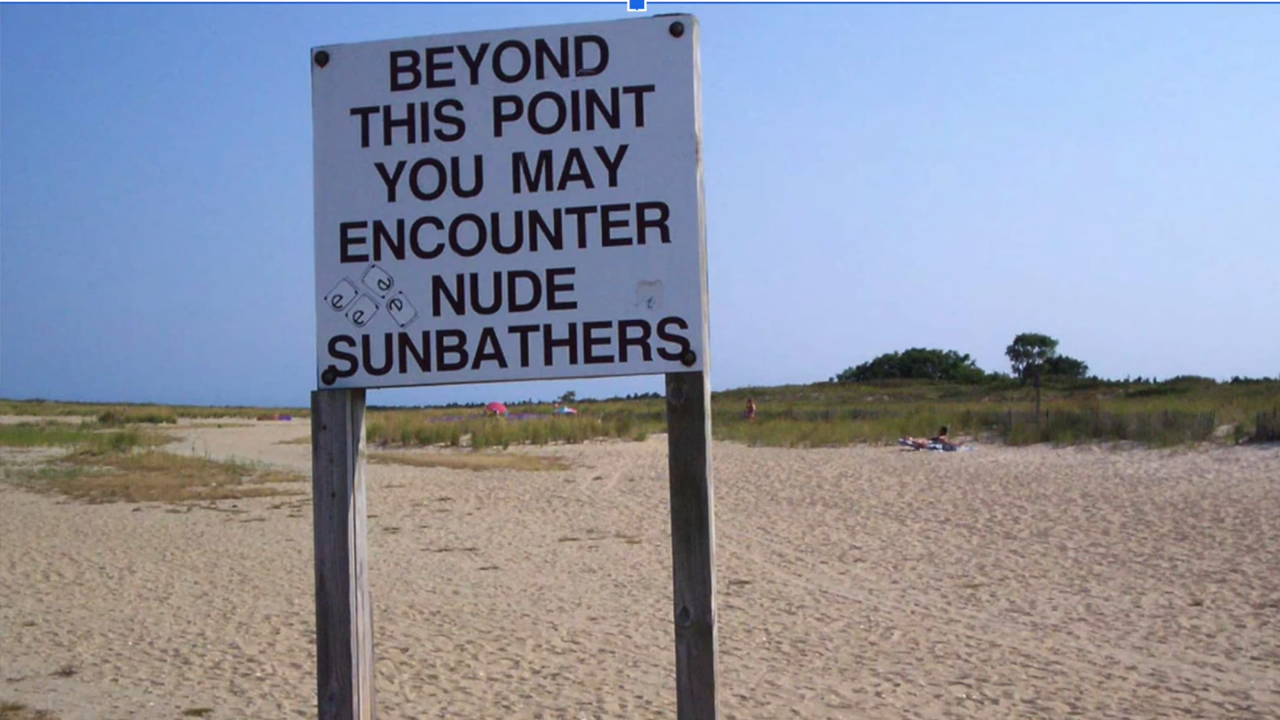 BEYOND
THIS POINT
YOU MAY
ENCOUNTER
NUDE
SUNBATHERS
e
e
e
e